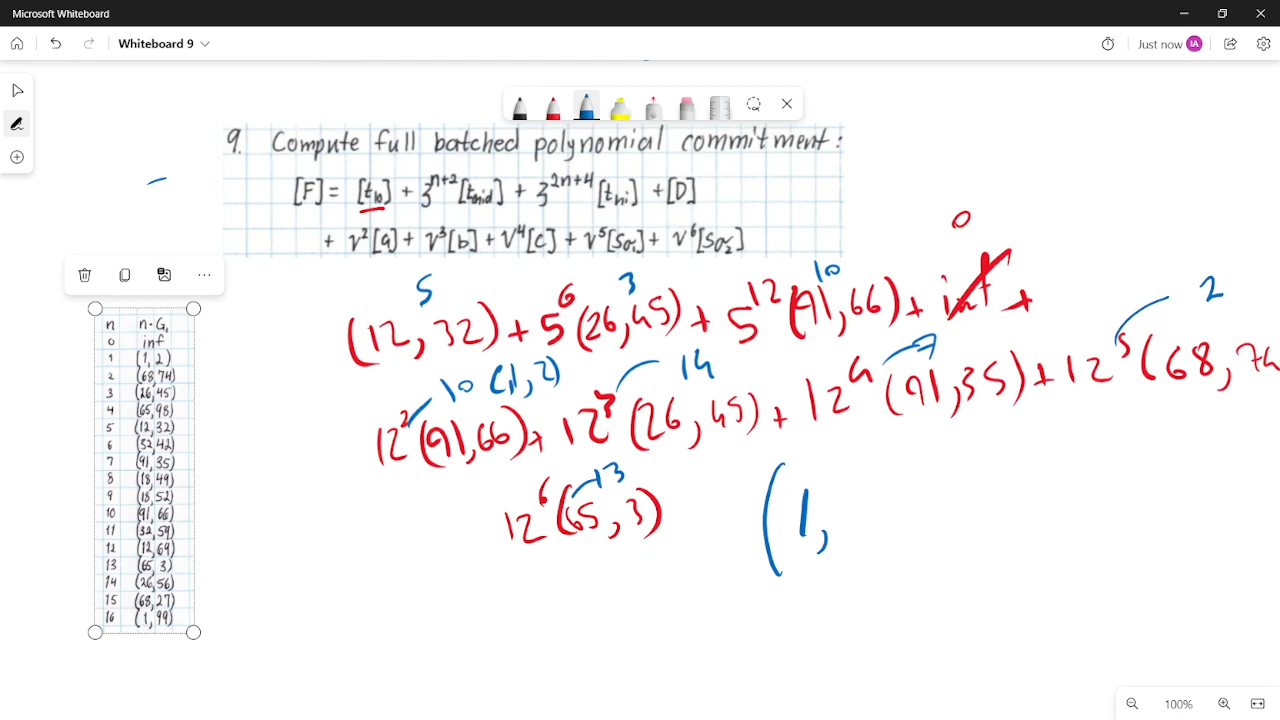 Microsoft Whiteboard
Whiteboard 9
Just now IA
9. Compute full batched polynomial commitment:
[F] = [t_lo] + ʒ^{n+2}[t_mid] + ʒ^{2n+4}[t_hi] + [D]
+ v^2[a] + v^3[b] + v^4[c] + v^5[s_σ1] + v^6[s_σ2]
0
5 3 10 2
(12, 32) + 5^6(26,45) + 5^{12}(91,66) + inf +
10 (1,2) 14 7
12^2(91,66) + 12^3(26,45) + 12^4(91,35) + 12^5(68,74
13
12^6(65,3) (1,
n n·G_1
0 inf
1 (1, 2)
2 (68,74)
3 (26,45)
4 (65,98)
5 (12,32)
6 (32,42)
7 (91,35)
8 (18,49)
9 (18,52)
10 (91,66)
11 (32,59)
12 (12,69)
13 (65, 3)
14 (26,56)
15 (68,27)
16 (1,99)
100%